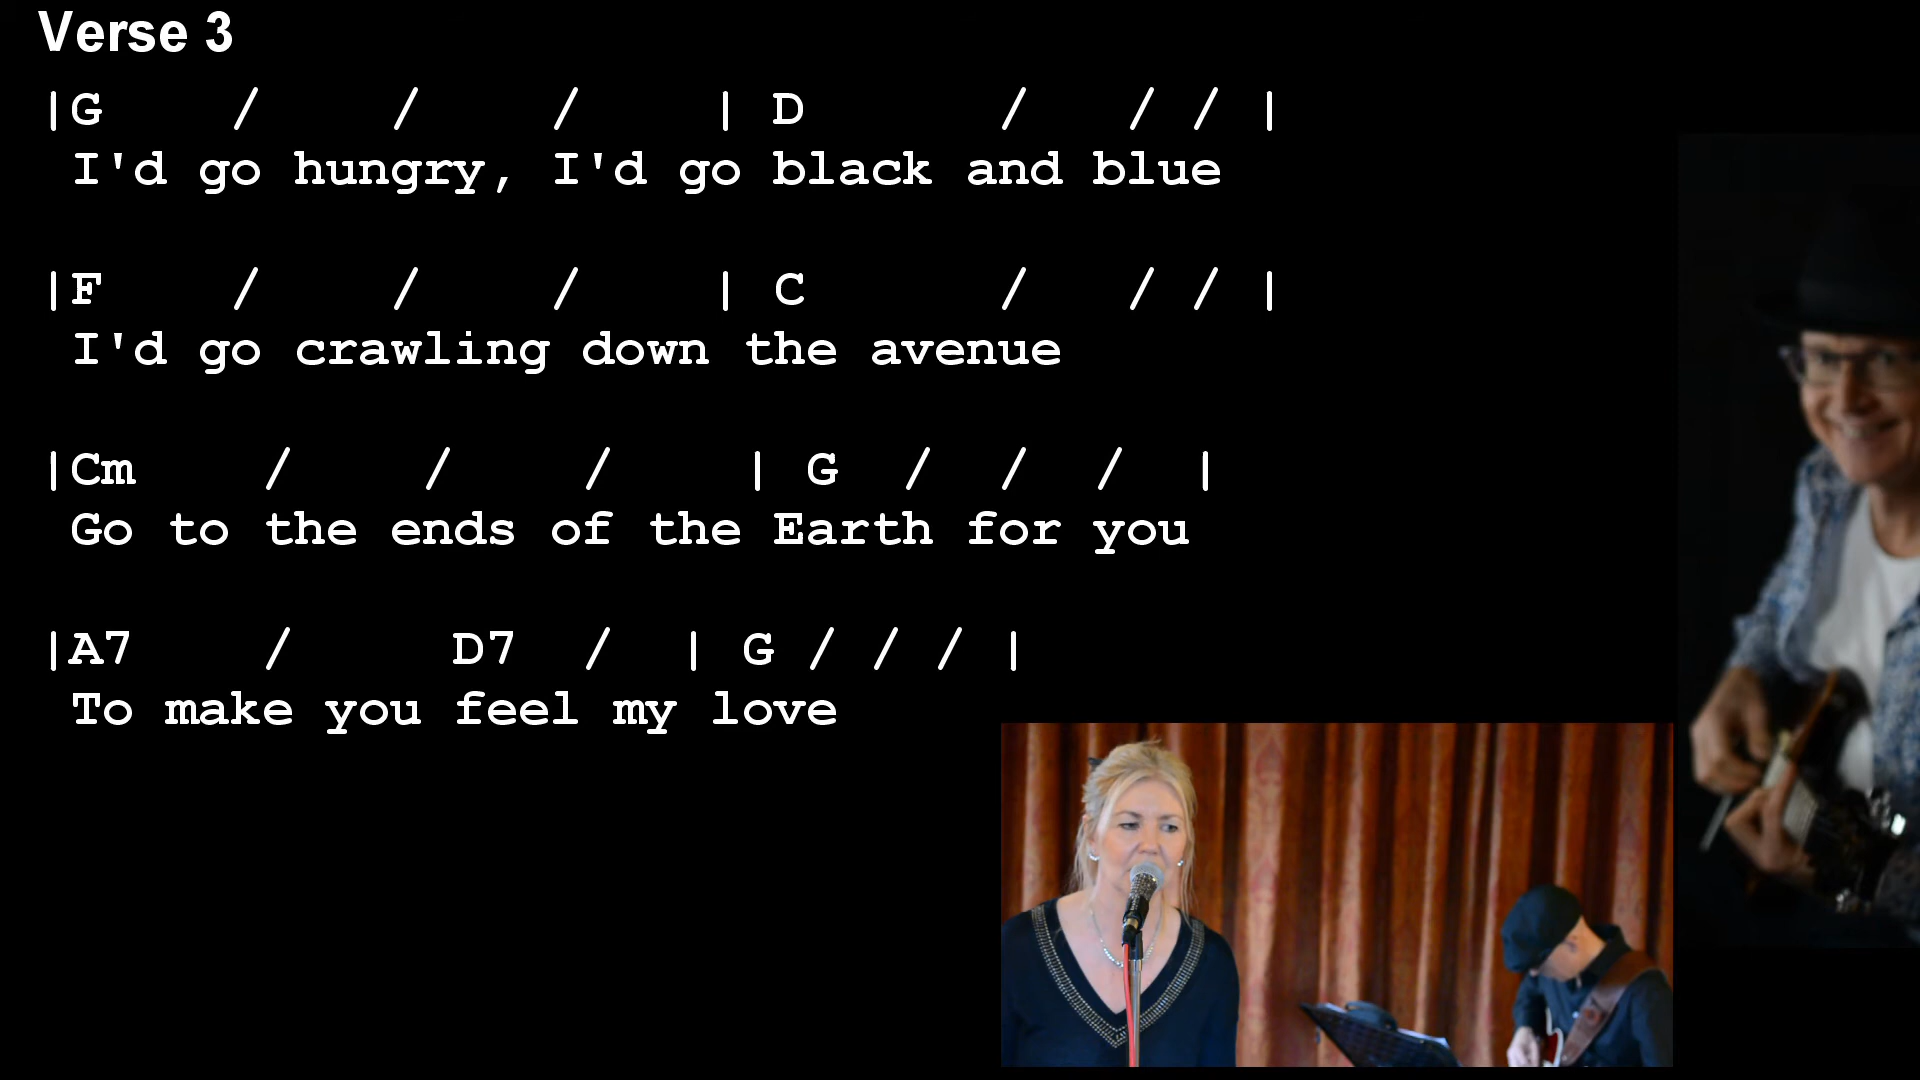 Verse 3
|G / / / | D / / / |
I'd go hungry, I'd go black and blue
|F / / / | C / / / |
I'd go crawling down the avenue
|Cm / / / | G / / / |
Go to the ends of the Earth for you
|A7 / D7 / | G / / / |
To make you feel my love